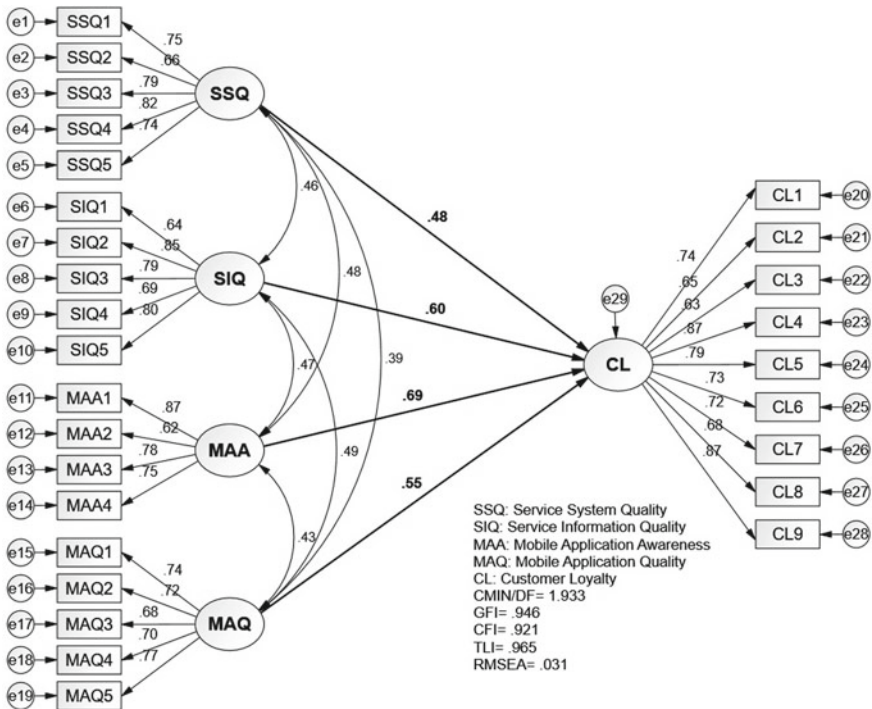 e1 SSQ1
.75
e2 SSQ2
.66
e3 SSQ3
.79
SSQ
e4 SSQ4
.82
.74
e5 SSQ5
.46
.48
e6 SIQ1
.64
e7 SIQ2
.85
e8 SIQ3
.79
SIQ
.48
e9 SIQ4
.69
.60
e10 SIQ5
.80
.47
.39
e11 MAA1
.87
.69
e12 MAA2
.62
e13 MAA3
.78
MAA
.49
e14 MAA4
.75
.55
.43
e15 MAQ1
.74
e16 MAQ2
.72
e17 MAQ3
.68
MAQ
e18 MAQ4
.70
e19 MAQ5
.77
e29
CL
CL1 e20
.74
CL2 e21
.65
CL3 e22
.63
CL4 e23
.87
CL5 e24
.79
CL6 e25
.73
CL7 e26
.72
CL8 e27
.68
CL9 e28
.87
SSQ: Service System Quality
SIQ: Service Information Quality
MAA: Mobile Application Awareness
MAQ: Mobile Application Quality
CL: Customer Loyalty
CMIN/DF= 1.933
GFI= .946
CFI= .921
TLI= .965
RMSEA= .031